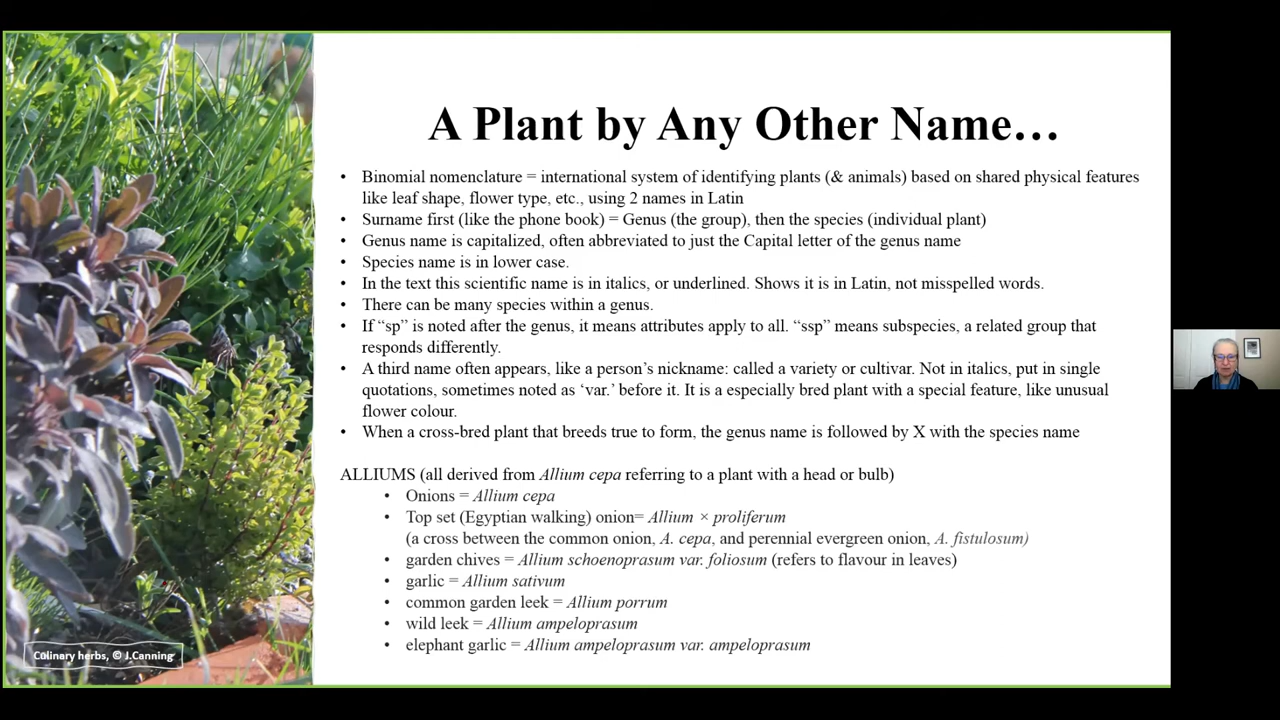 A Plant by Any Other Name…
• Binomial nomenclature = international system of identifying plants (& animals) based on shared physical features
like leaf shape, flower type, etc., using 2 names in Latin
• Surname first (like the phone book) = Genus (the group), then the species (individual plant)
• Genus name is capitalized, often abbreviated to just the Capital letter of the genus name
• Species name is in lower case.
• In the text this scientific name is in italics, or underlined. Shows it is in Latin, not misspelled words.
• There can be many species within a genus.
• If “sp” is noted after the genus, it means attributes apply to all. “ssp” means subspecies, a related group that
responds differently.
• A third name often appears, like a person’s nickname: called a variety or cultivar. Not in italics, put in single
quotations, sometimes noted as ‘var.’ before it. It is a especially bred plant with a special feature, like unusual
flower colour.
• When a cross-bred plant that breeds true to form, the genus name is followed by X with the species name
ALLIUMS (all derived from Allium cepa referring to a plant with a head or bulb)
• Onions = Allium cepa
• Top set (Egyptian walking) onion= Allium × proliferum
(a cross between the common onion, A. cepa, and perennial evergreen onion, A. fistulosum)
• garden chives = Allium schoenoprasum var. foliosum (refers to flavour in leaves)
• garlic = Allium sativum
• common garden leek = Allium porrum
• wild leek = Allium ampeloprasum
• elephant garlic = Allium ampeloprasum var. ampeloprasum
Culinary herbs, © J.Canning